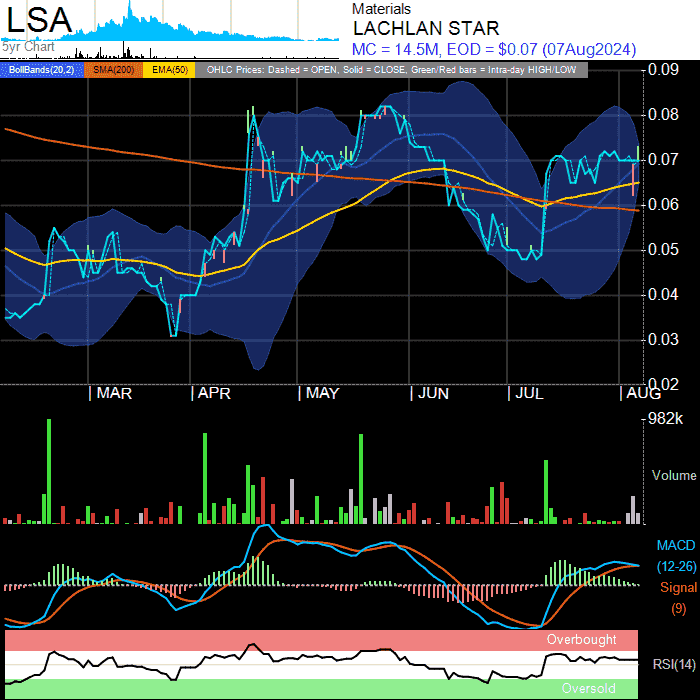 LSA
5yr Chart
Materials
LACHLAN STAR
MC = 14.5M, EOD = $0.07 (07Aug2024)
BollBands(20,2) SMA(200) EMA(50) OHLC Prices: Dashed = OPEN, Solid = CLOSE, Green/Red bars = Intra-day HIGH/LOW
0.09
0.08
0.07
0.06
0.05
0.04
0.03
0.02
| MAR | APR | MAY | JUN | JUL | AUG
982k
Volume
MACD
(12-26)
Signal
(9)
Overbought
RSI(14)
Oversold